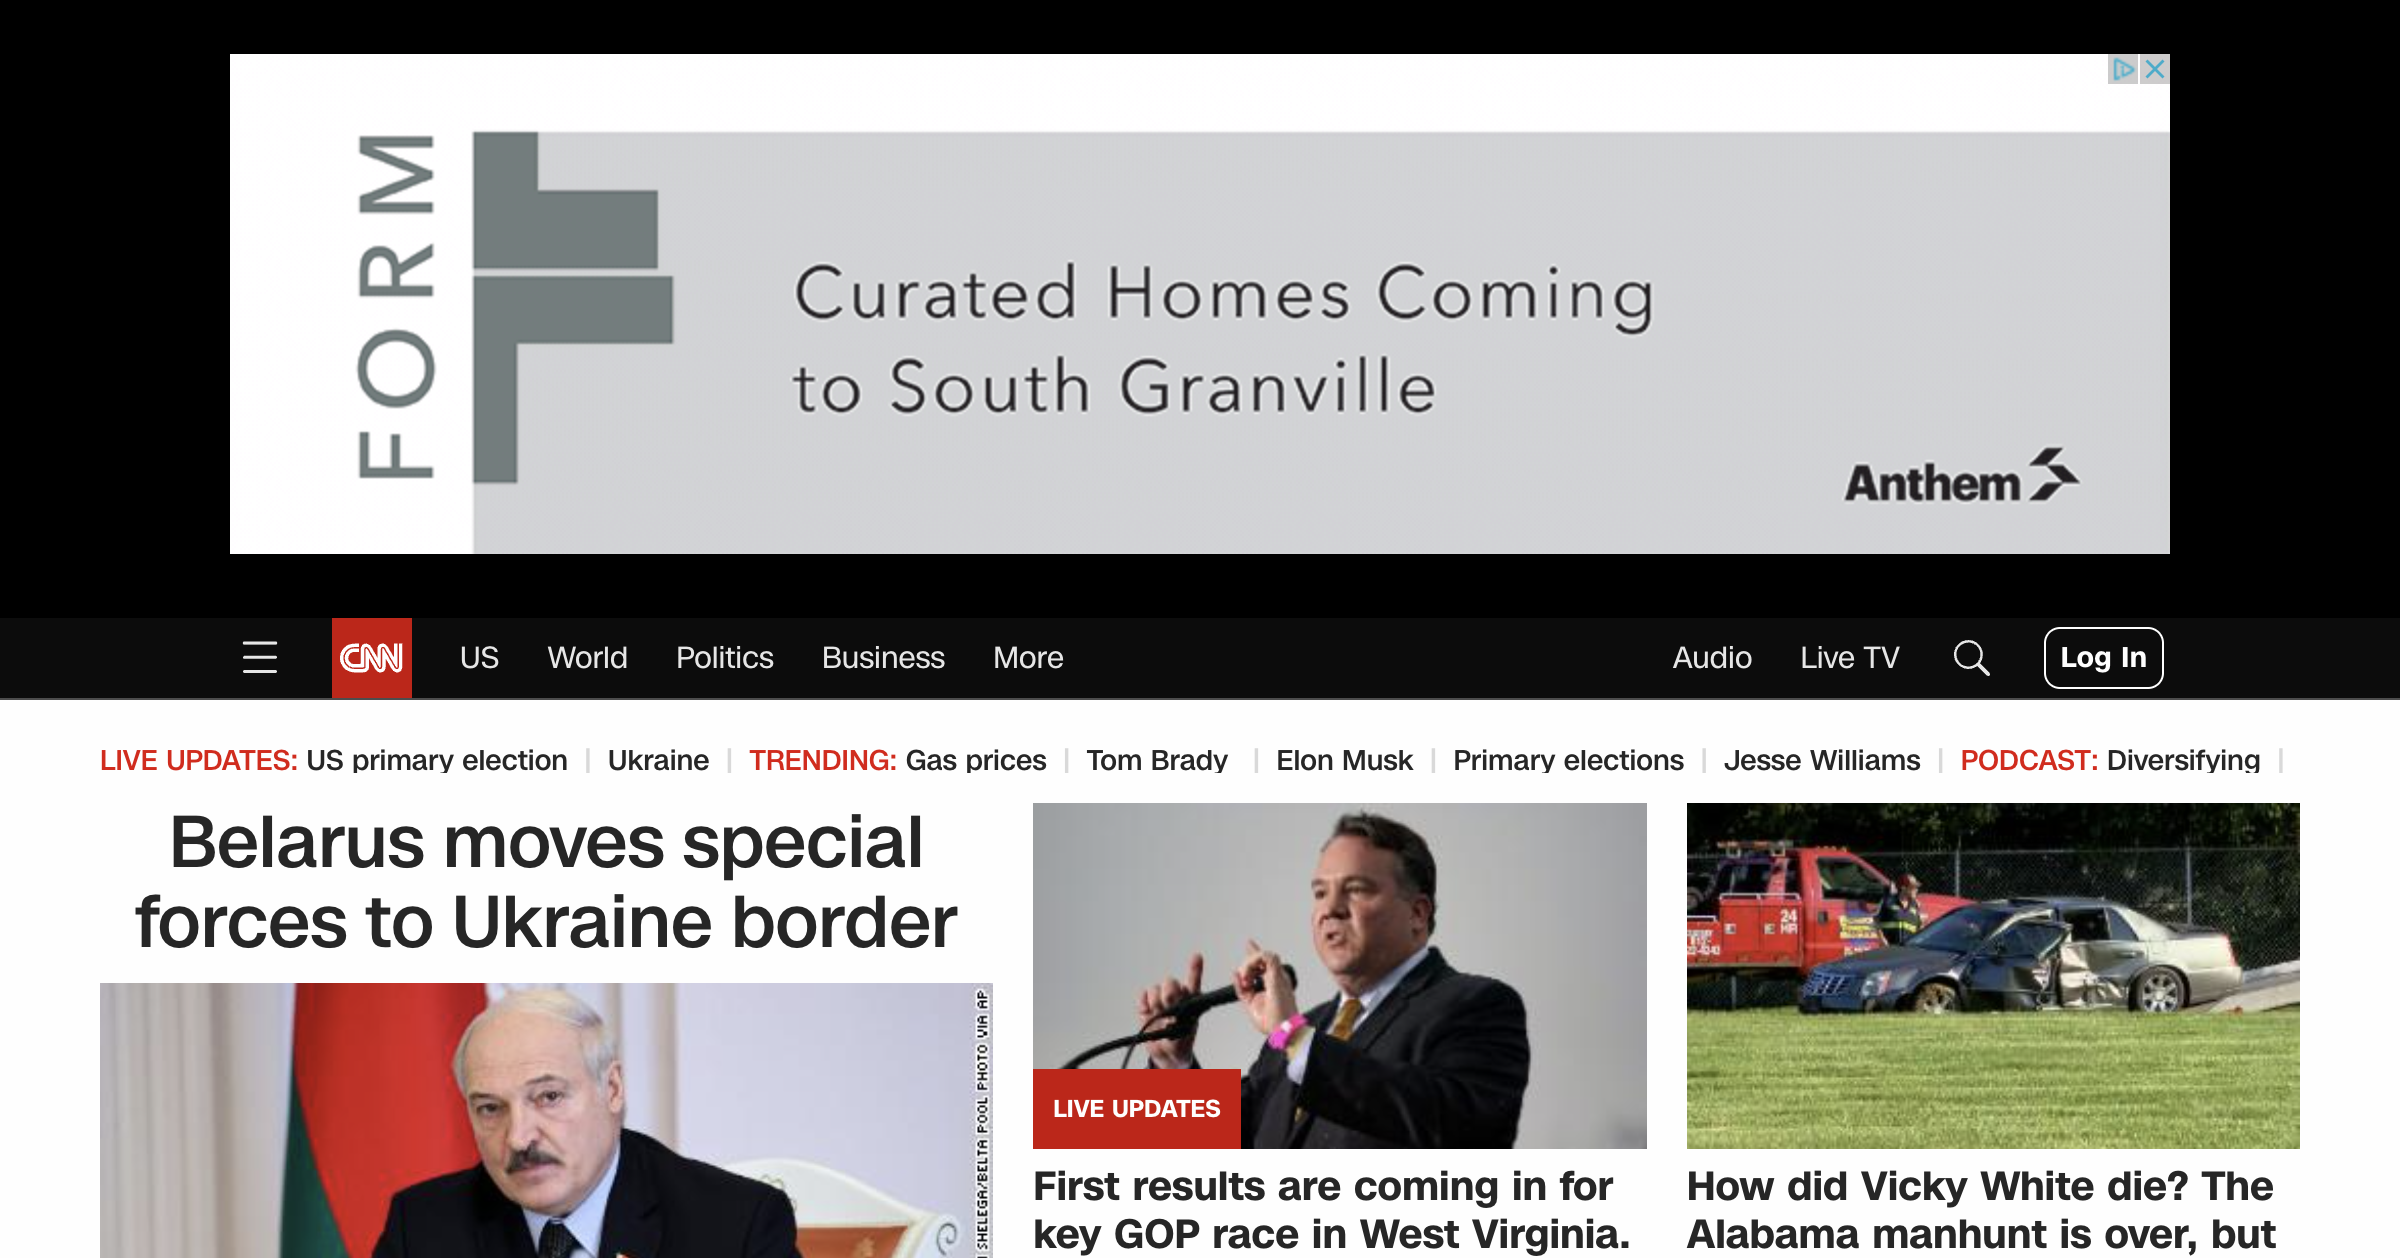 FORM
Curated Homes Coming
to South Granville
Anthem
CNN US World Politics Business More Audio Live TV Log In
LIVE UPDATES: US primary election | Ukraine | TRENDING: Gas prices | Tom Brady | Elon Musk | Primary elections | Jesse Williams | PODCAST: Diversifying |
Belarus moves special
forces to Ukraine border
SHELEGA/BELTA POOL PHOTO VIA AP
LIVE UPDATES
First results are coming in for
key GOP race in West Virginia.
24
HR
How did Vicky White die? The
Alabama manhunt is over, but